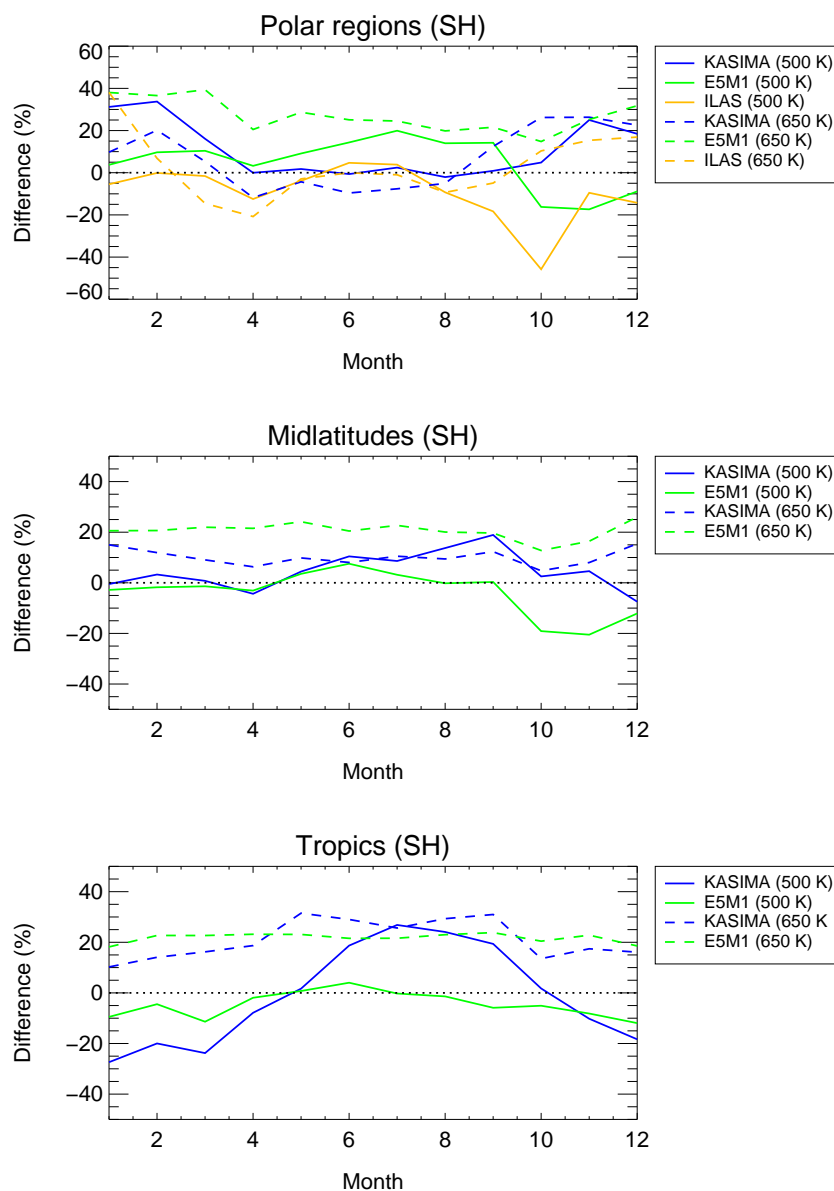 Polar regions (SH)
60
40
20
0
−20
−40
−60
Difference (%)
2
4
6
8
10
12
Month
KASIMA (500 K)
E5M1 (500 K)
ILAS (500 K)
KASIMA (650 K)
E5M1 (650 K)
ILAS (650 K)
Midlatitudes (SH)
40
20
0
−20
−40
Difference (%)
2
4
6
8
10
12
Month
KASIMA (500 K)
E5M1 (500 K)
KASIMA (650 K)
E5M1 (650 K)
Tropics (SH)
40
20
0
−20
−40
Difference (%)
2
4
6
8
10
12
Month
KASIMA (500 K)
E5M1 (500 K)
KASIMA (650 K
E5M1 (650 K)